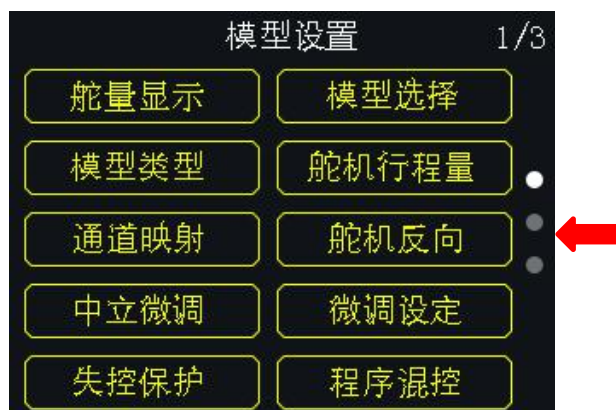 模型设置 1/3
舵量显示 模型选择
模型类型 舵机行程量
通道映射 舵机反向
中立微调 微调设定
失控保护 程序混控